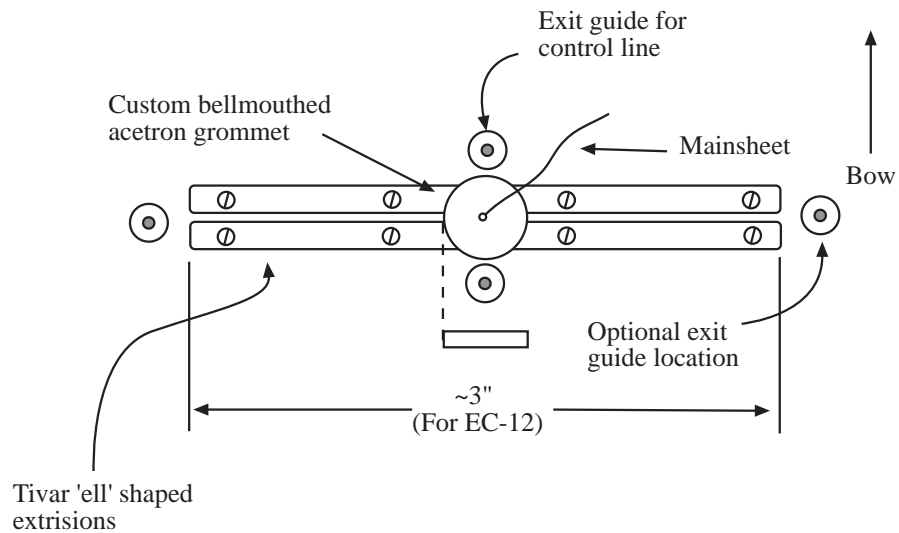 Exit guide for
control line
Custom bellmouthed
acetron grommet
Mainsheet
Bow
Optional exit
guide location
~3"
(For EC-12)
Tivar 'ell' shaped
extrisions